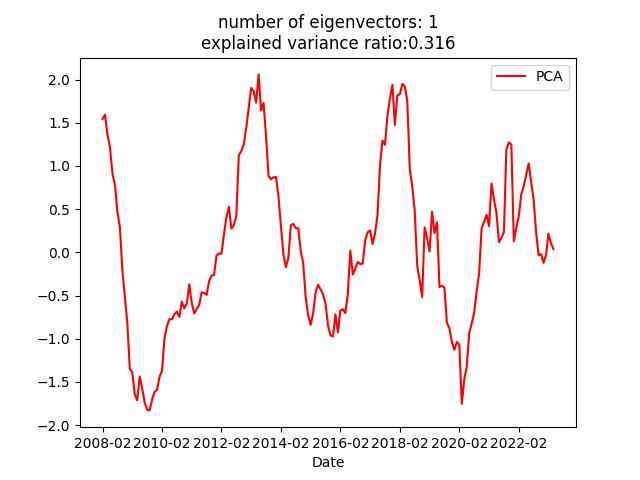 number of eigenvectors: 1
explained variance ratio:0.316
PCA
2.0
1.5
1.0
0.5
0.0
−0.5
−1.0
−1.5
−2.0
2008-02 2010-02 2012-02 2014-02 2016-02 2018-02 2020-02 2022-02
Date